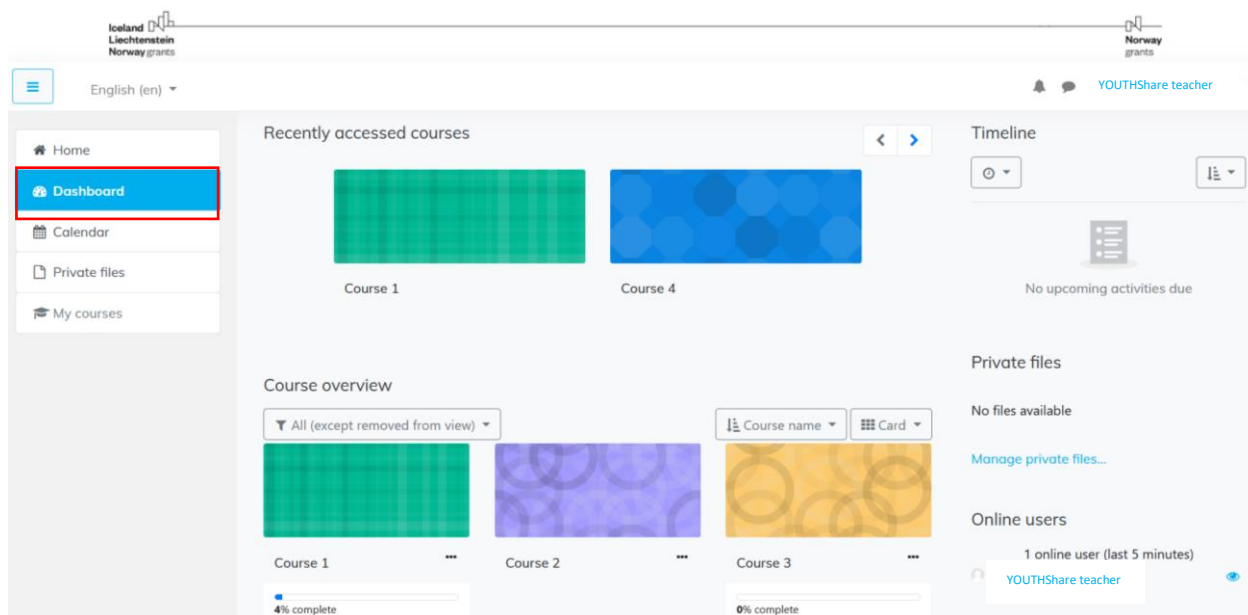 Iceland
Liechtenstein
Norway grants
Norway
grants
English (en)
YOUTHShare teacher
Home
Dashboard
Calendar
Private files
My courses
Recently accessed courses
Course 1
Course 4
Course overview
All (except removed from view)
Course name
Card
Course 1
Course 2
Course 3
4% complete
0% complete
Timeline
No upcoming activities due
Private files
No files available
Manage private files...
Online users
1 online user (last 5 minutes)
YOUTHShare teacher